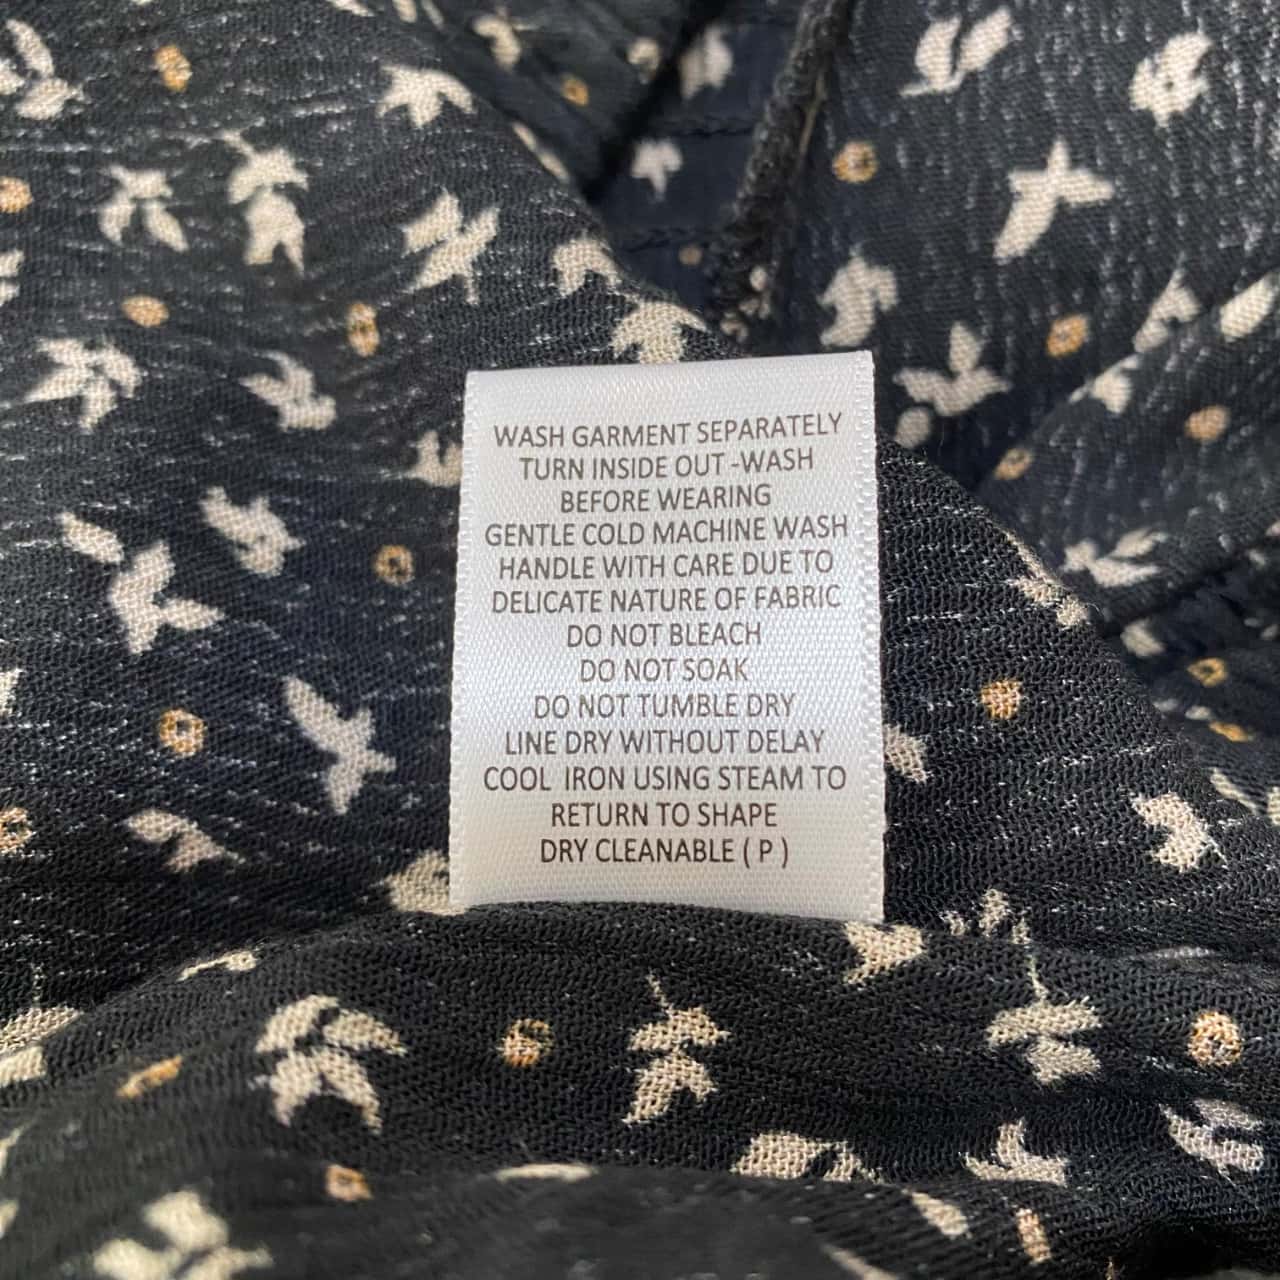 WASH GARMENT SEPARATELY
TURN INSIDE OUT -WASH
BEFORE WEARING
GENTLE COLD MACHINE WASH
HANDLE WITH CARE DUE TO
DELICATE NATURE OF FABRIC
DO NOT BLEACH
DO NOT SOAK
DO NOT TUMBLE DRY
LINE DRY WITHOUT DELAY
COOL IRON USING STEAM TO
RETURN TO SHAPE
DRY CLEANABLE ( P )